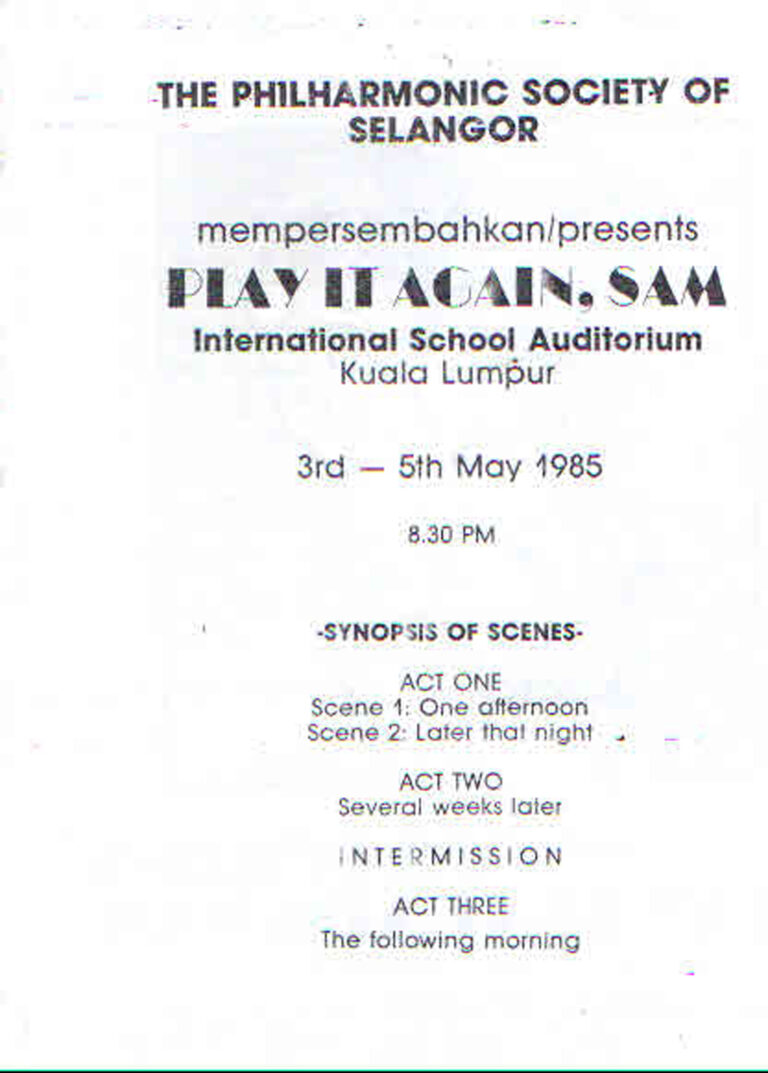 THE PHILHARMONIC SOCIETY OF
SELANGOR
mempersembahkan/presents
PLAY IT AGAIN, SAM
International School Auditorium
Kuala Lumpur
3rd — 5th May 1985
8.30 PM
-SYNOPSIS OF SCENES-
ACT ONE
Scene 1: One afternoon
Scene 2: Later that night
ACT TWO
Several weeks later
INTERMISSION
ACT THREE
The following morning